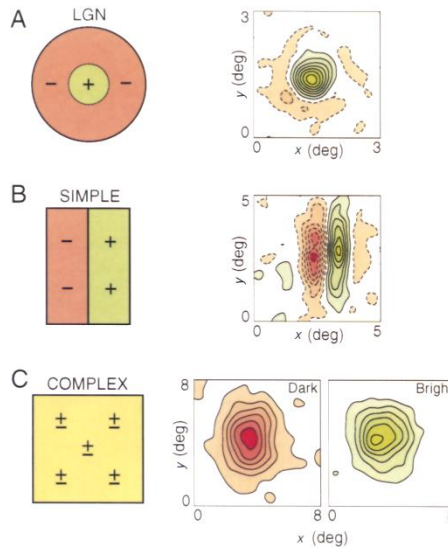 A
LGN
− + −
3
y (deg)
0
0 x (deg) 3
B
SIMPLE
− +
− +
5
y (deg)
0
0 5
x (deg)
C
COMPLEX
± ±
±
± ±
8
Dark
Brigh
y (deg)
0
0 8 0
x (deg)